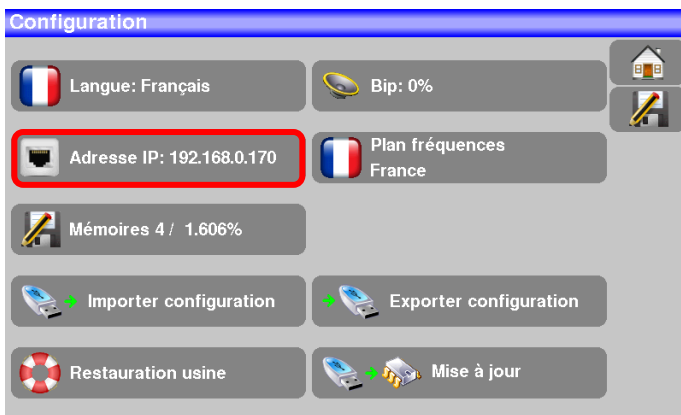 Configuration
Langue: Français
Bip: 0%
Adresse IP: 192.168.0.170
Plan fréquences
France
Mémoires 4 / 1.606%
Importer configuration
Exporter configuration
Restauration usine
Mise à jour